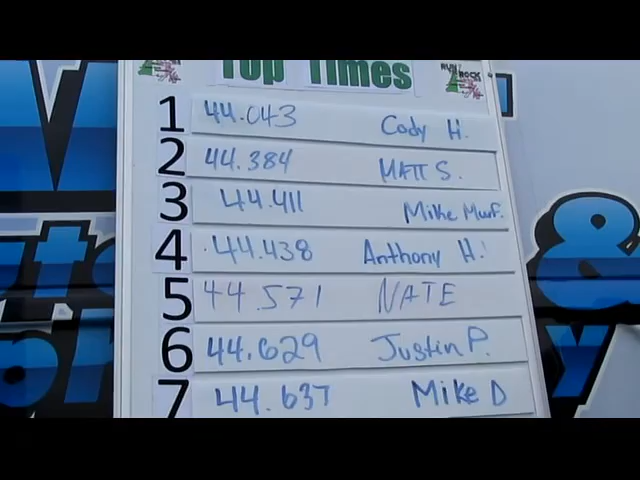 Top Times
1 44.043 Cody H.
2 44.384 MATT S.
3 44.411 Mike Murf.
4 44.438 Anthony H.
5 44.571 NATE
6 44.629 Justin P.
7 44.637 Mike D
&